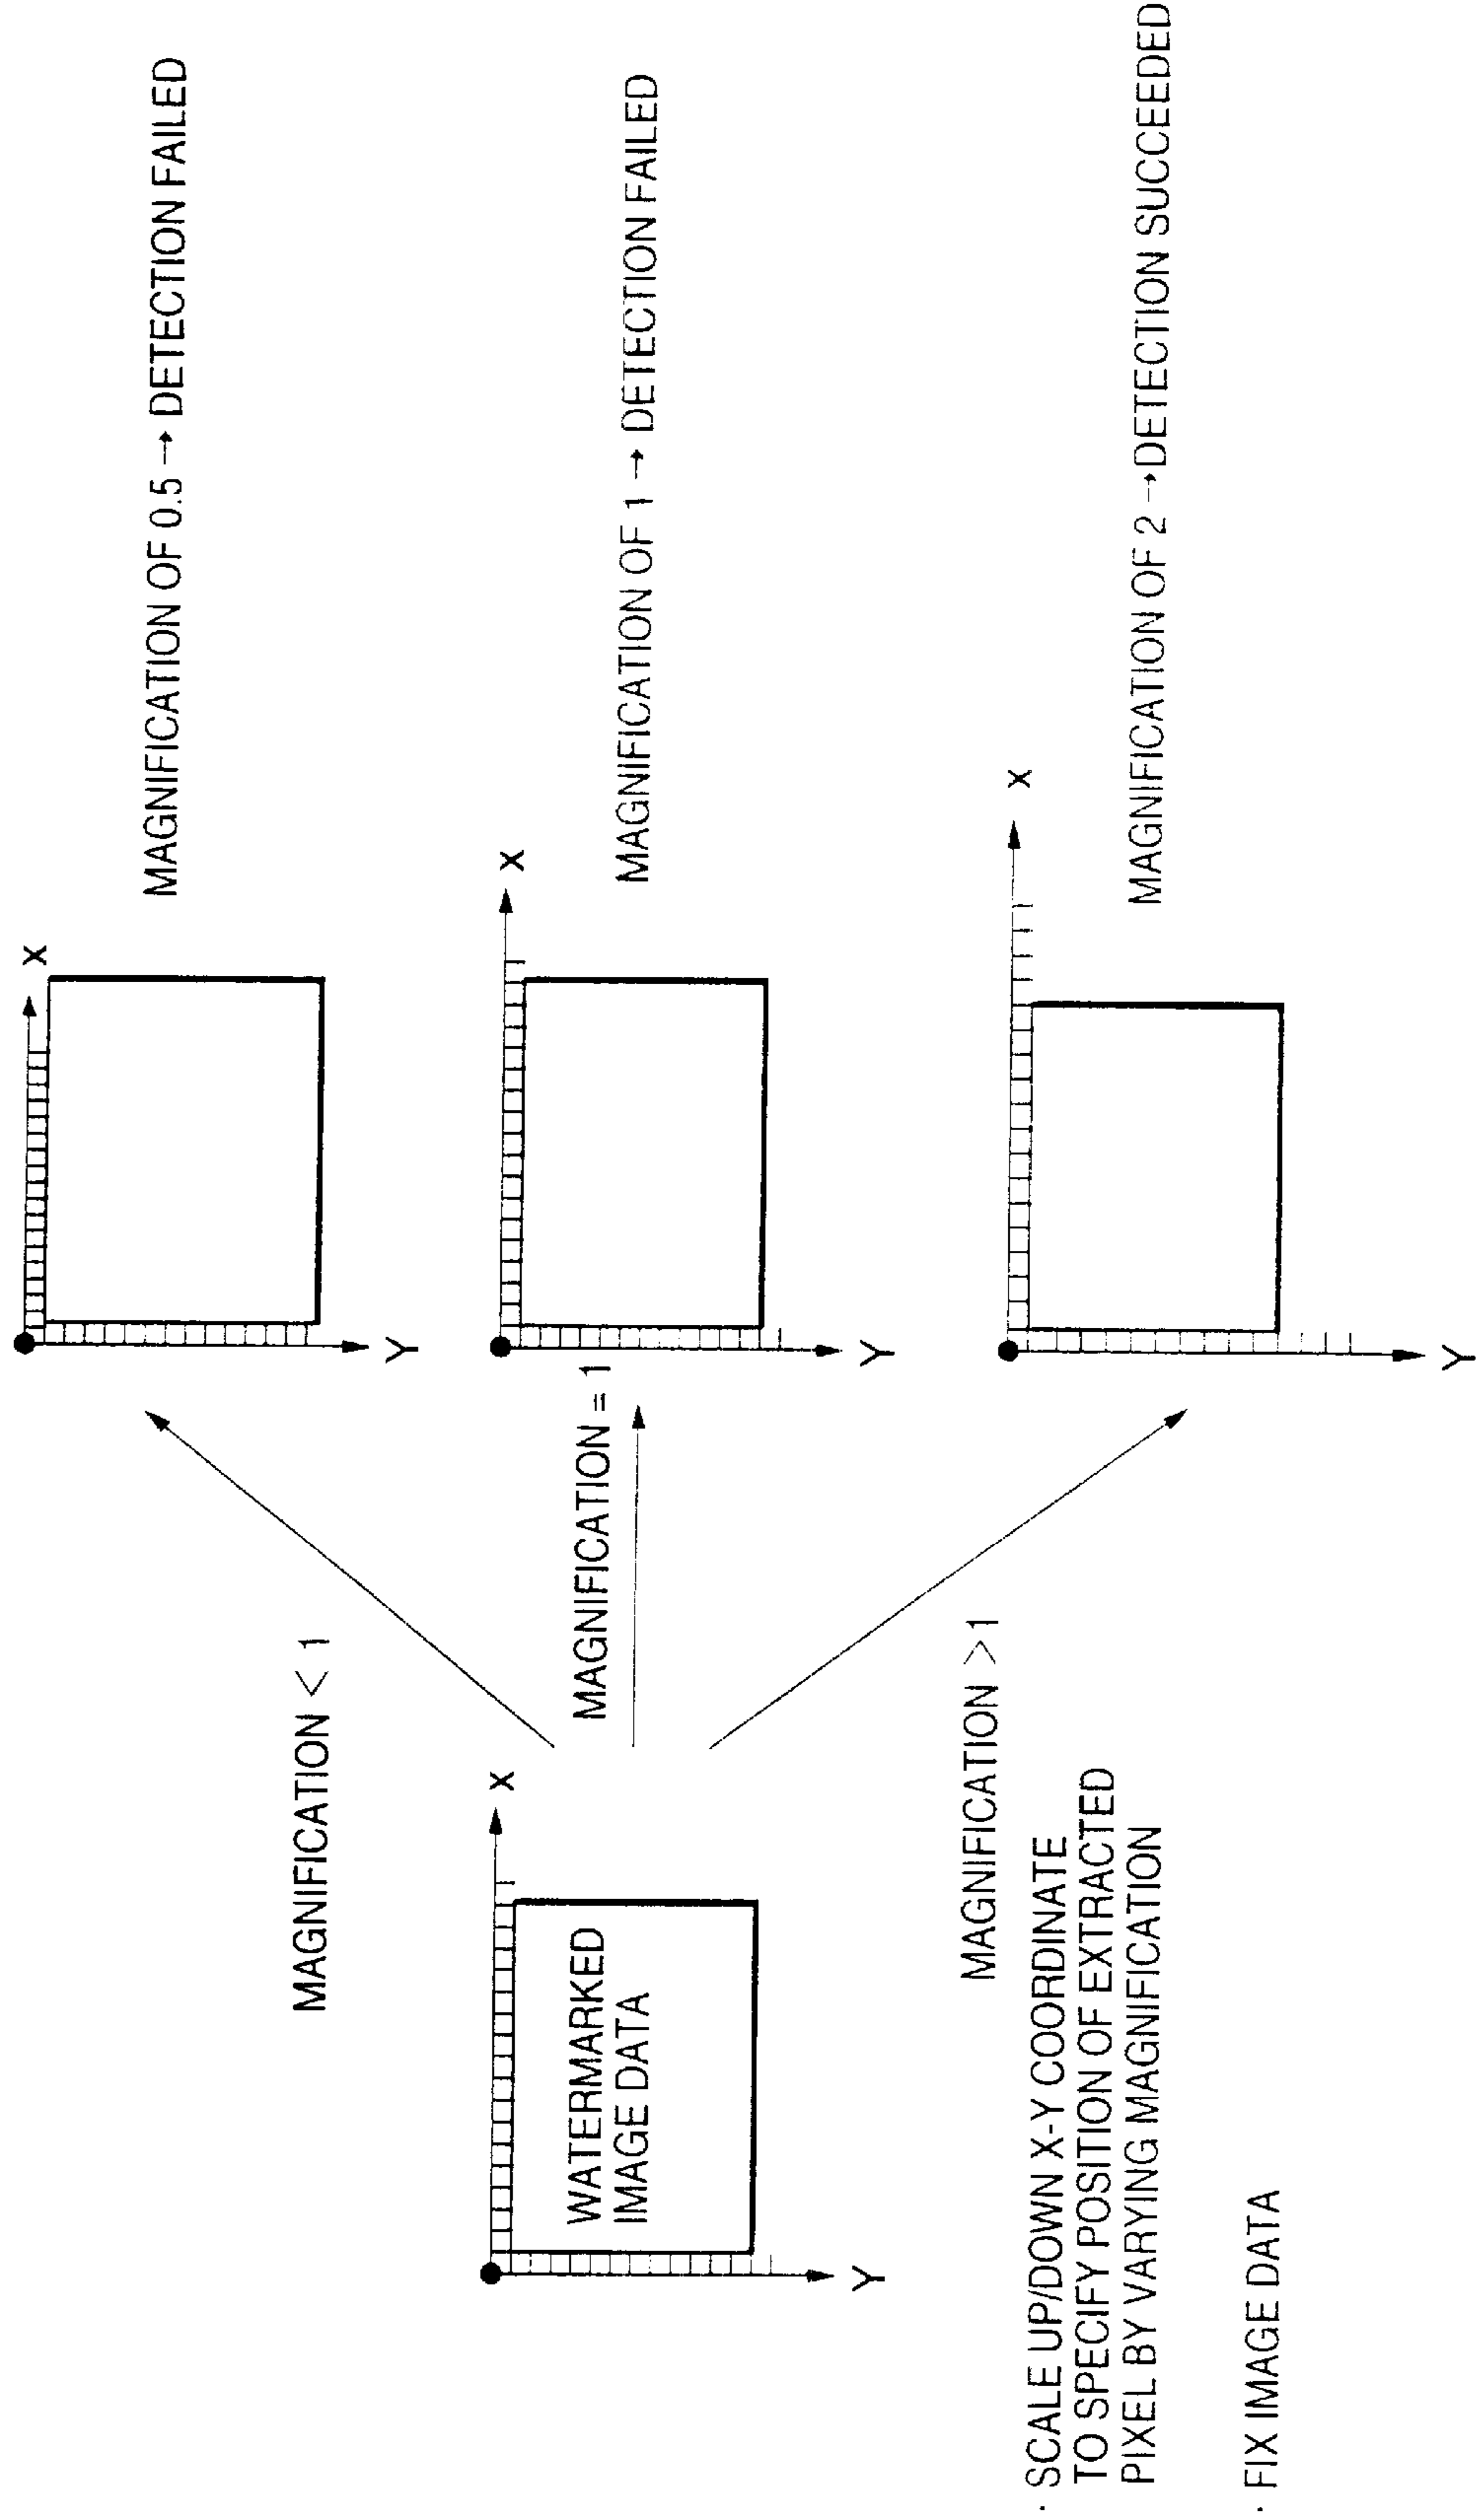 MAGNIFICATION < 1
X
Y
MAGNIFICATION OF 0.5 → DETECTION FAILED
X
WATERMARKED
IMAGE DATA
Y
MAGNIFICATION = 1
X
Y
MAGNIFICATION OF 1 → DETECTION FAILED
MAGNIFICATION >1
X
Y
MAGNIFICATION OF 2 → DETECTION SUCCEEDED
· SCALE UP/DOWN X-Y COORDINATE
TO SPECIFY POSITION OF EXTRACTED
PIXEL BY VARYING MAGNIFICATION
· FIX IMAGE DATA